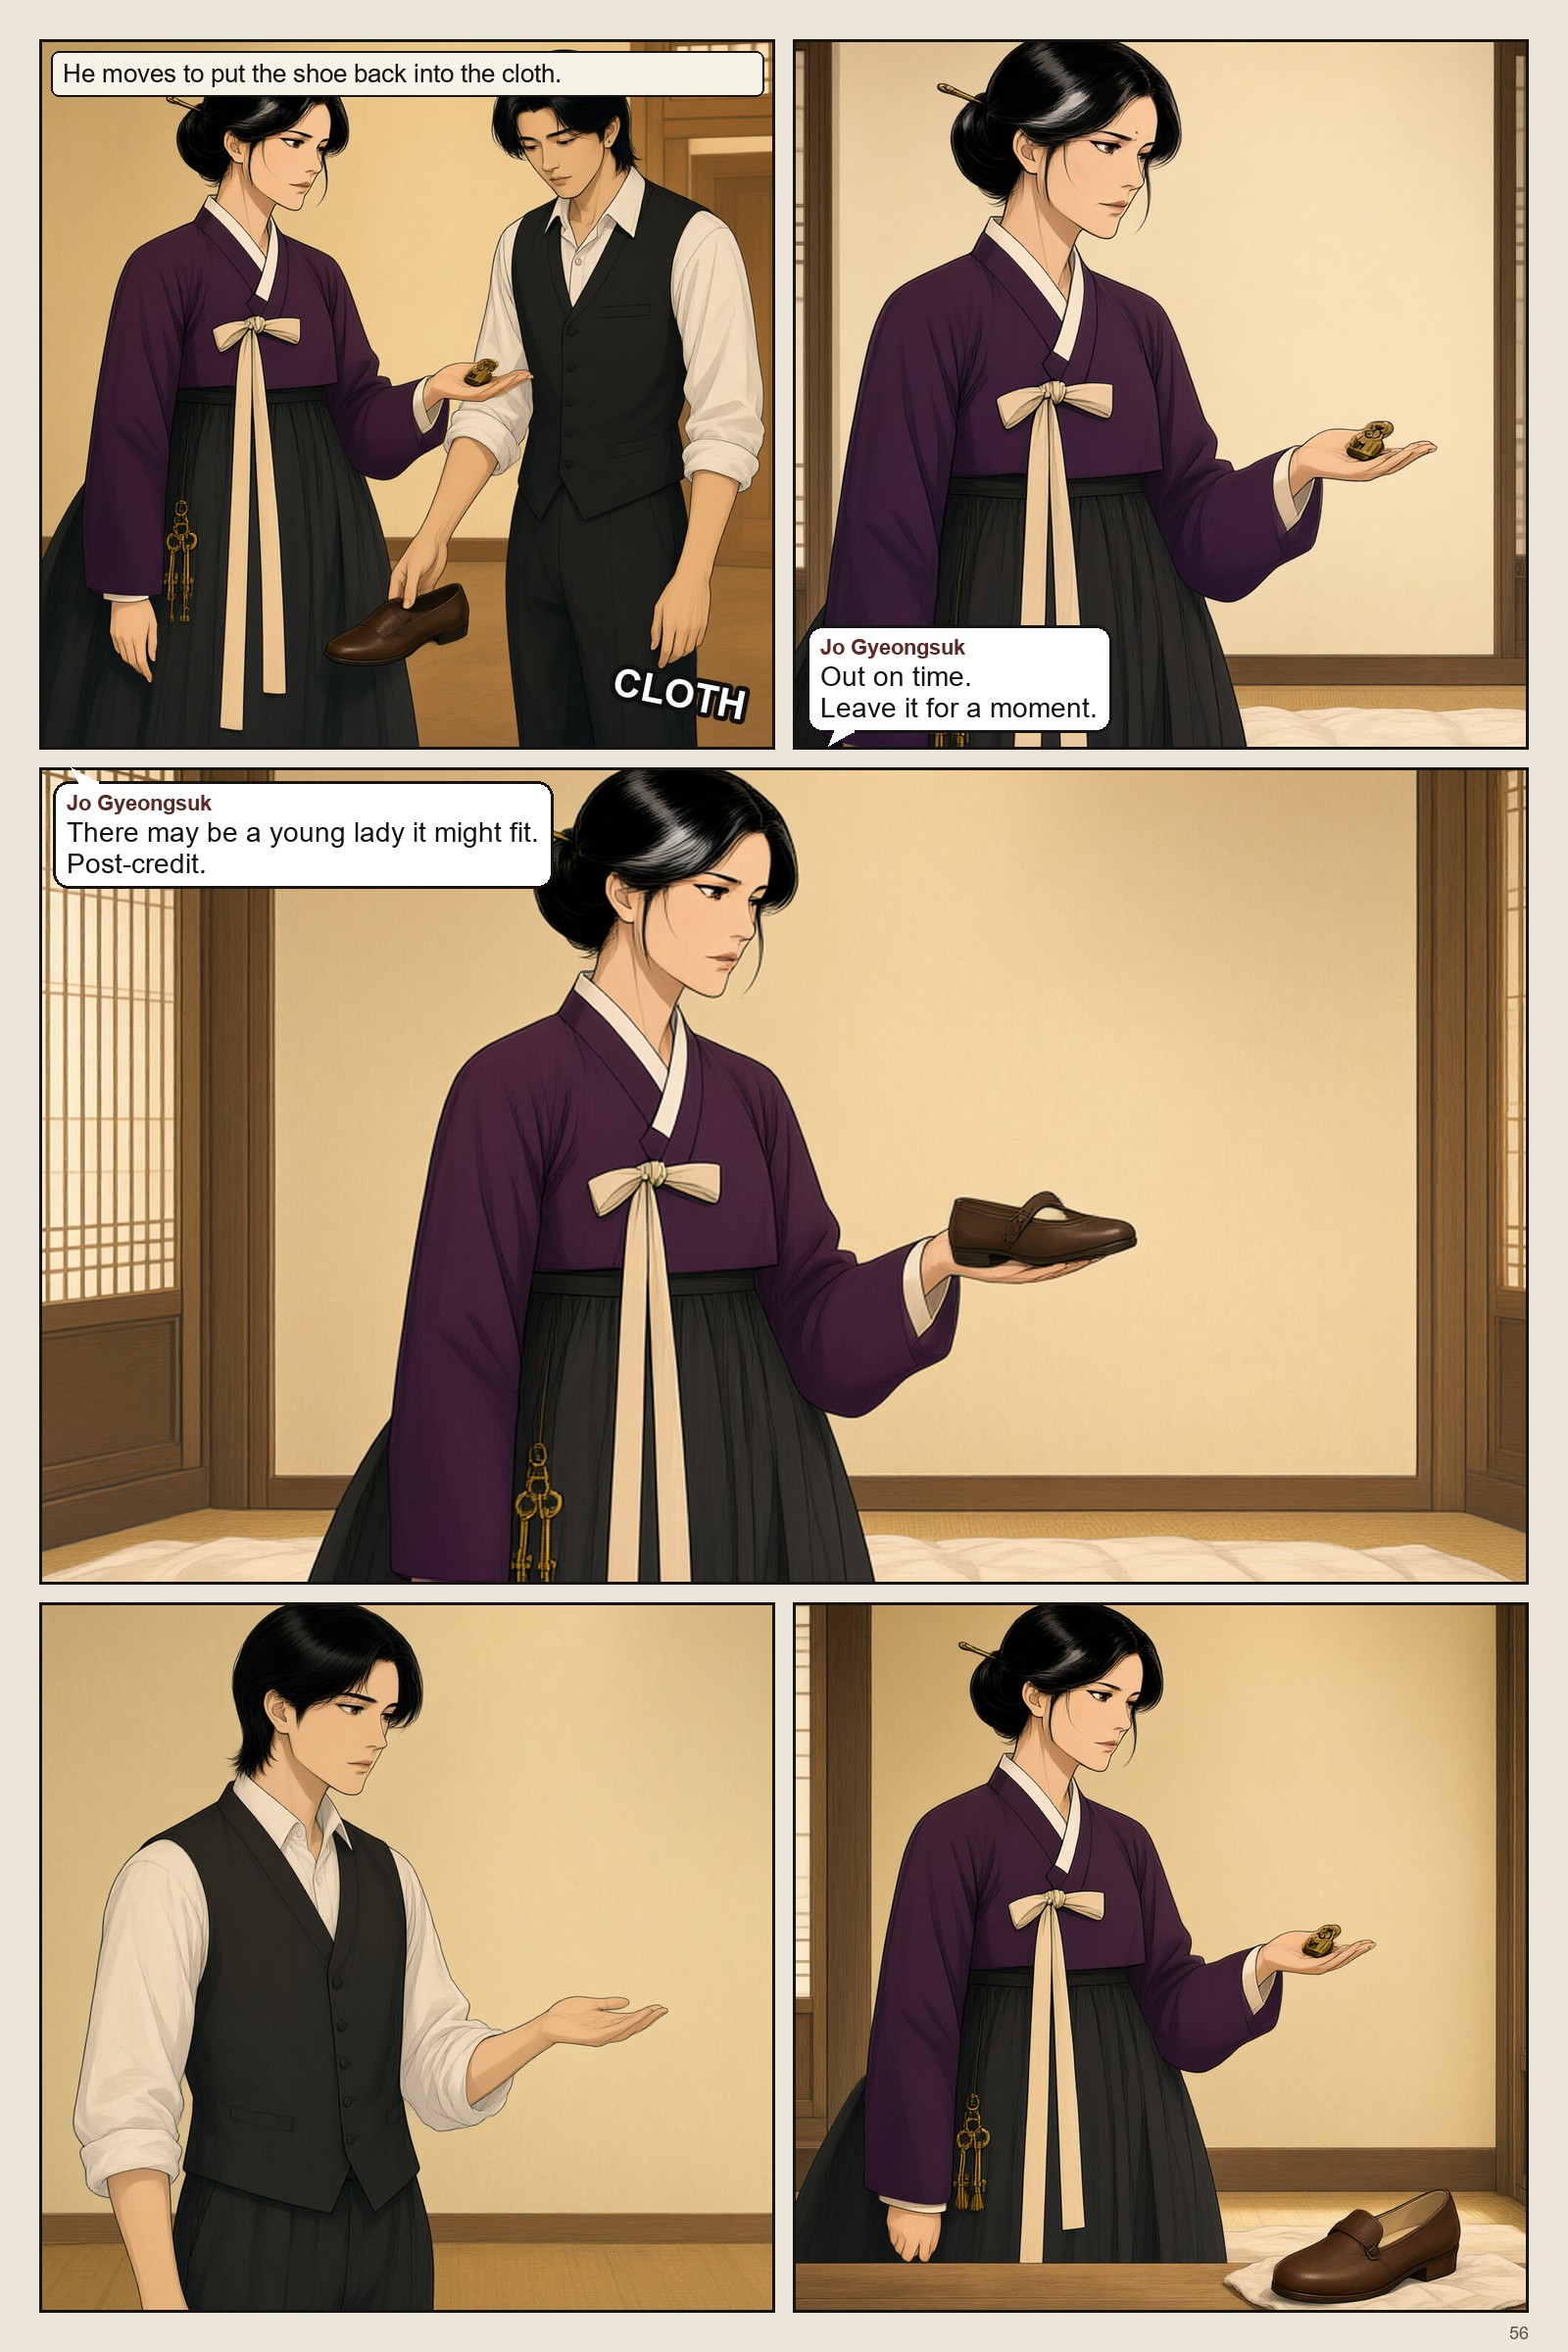 He moves to put the shoe back into the cloth.
CLOTH
Jo Gyeongsuk
Out on time.
Leave it for a moment.
Jo Gyeongsuk
There may be a young lady it might fit.
Post-credit.
56